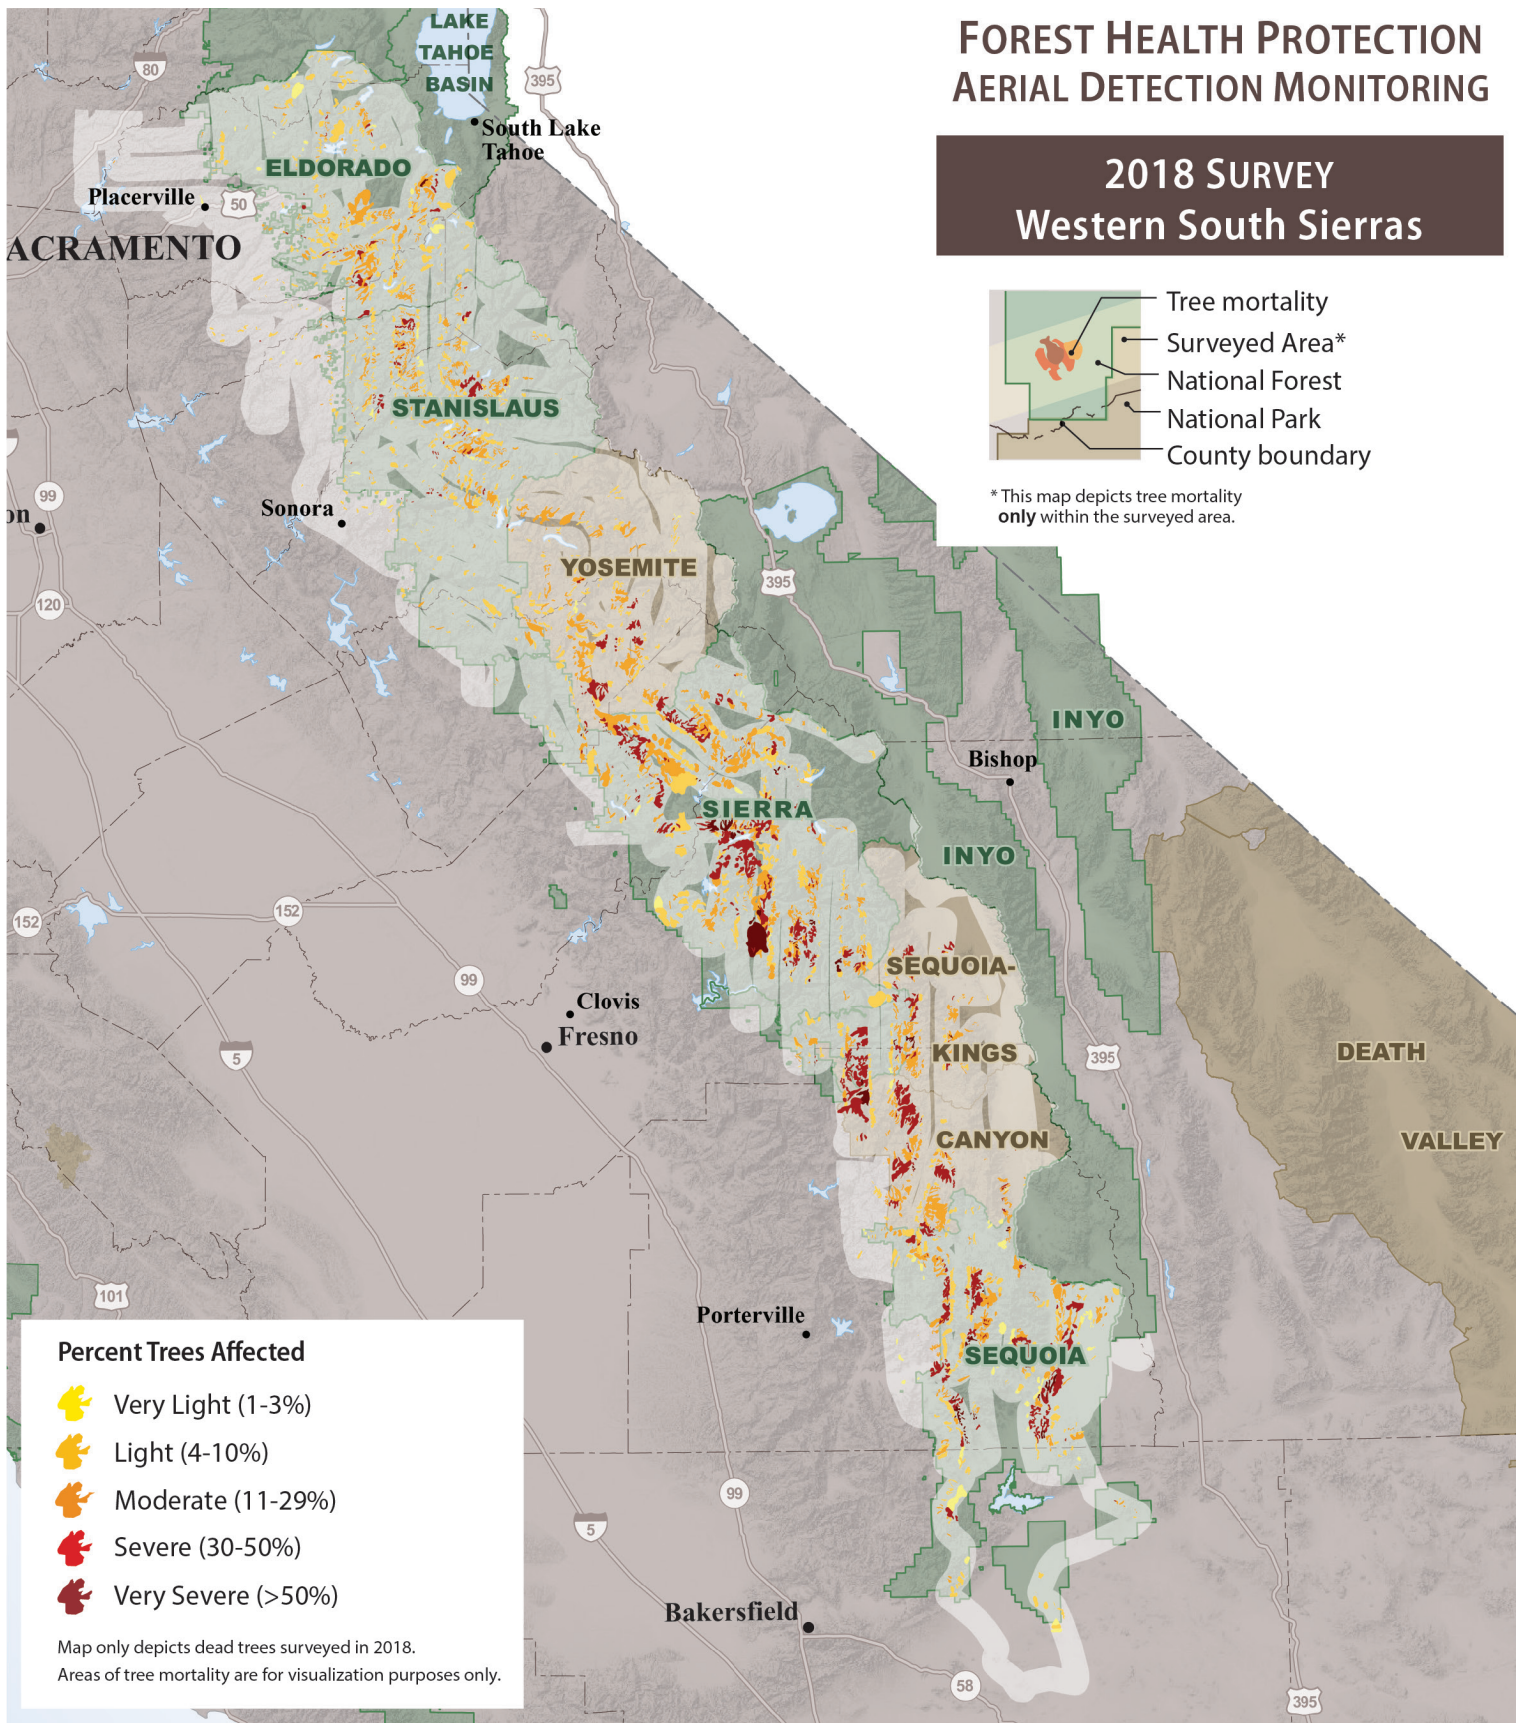 FOREST HEALTH PROTECTION
AERIAL DETECTION MONITORING
2018 SURVEY
Western South Sierras
Tree mortality
Surveyed Area*
National Forest
National Park
County boundary
* This map depicts tree mortality
only within the surveyed area.
LAKE
TAHOE
BASIN
80
395
South Lake
Tahoe
ELDORADO
Placerville
50
ACRAMENTO
STANISLAUS
99
on
Sonora
YOSEMITE
395
120
INYO
Bishop
SIERRA
INYO
152
152
99
SEQUOIA-
Clovis
Fresno
KINGS
5
395
DEATH
CANYON
VALLEY
101
Porterville
SEQUOIA
99
5
Bakersfield
58
395
Percent Trees Affected
Very Light (1-3%)
Light (4-10%)
Moderate (11-29%)
Severe (30-50%)
Very Severe (>50%)
Map only depicts dead trees surveyed in 2018.
Areas of tree mortality are for visualization purposes only.